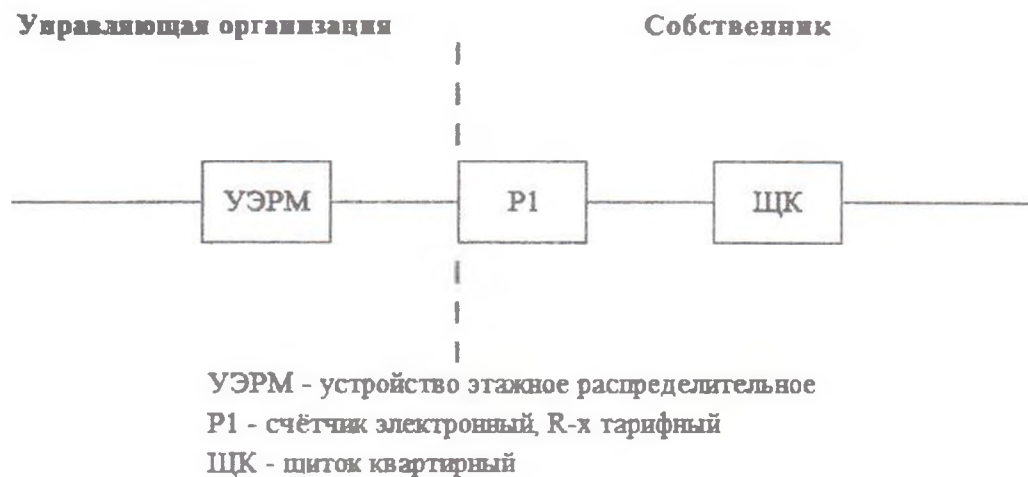 Управляющая организация
Собственник
УЭРМ
Р1
ЩК
УЭРМ - устройство этажное распределительное
Р1 - счётчик электронный, R-х тарифный
ЩК - щиток квартирный